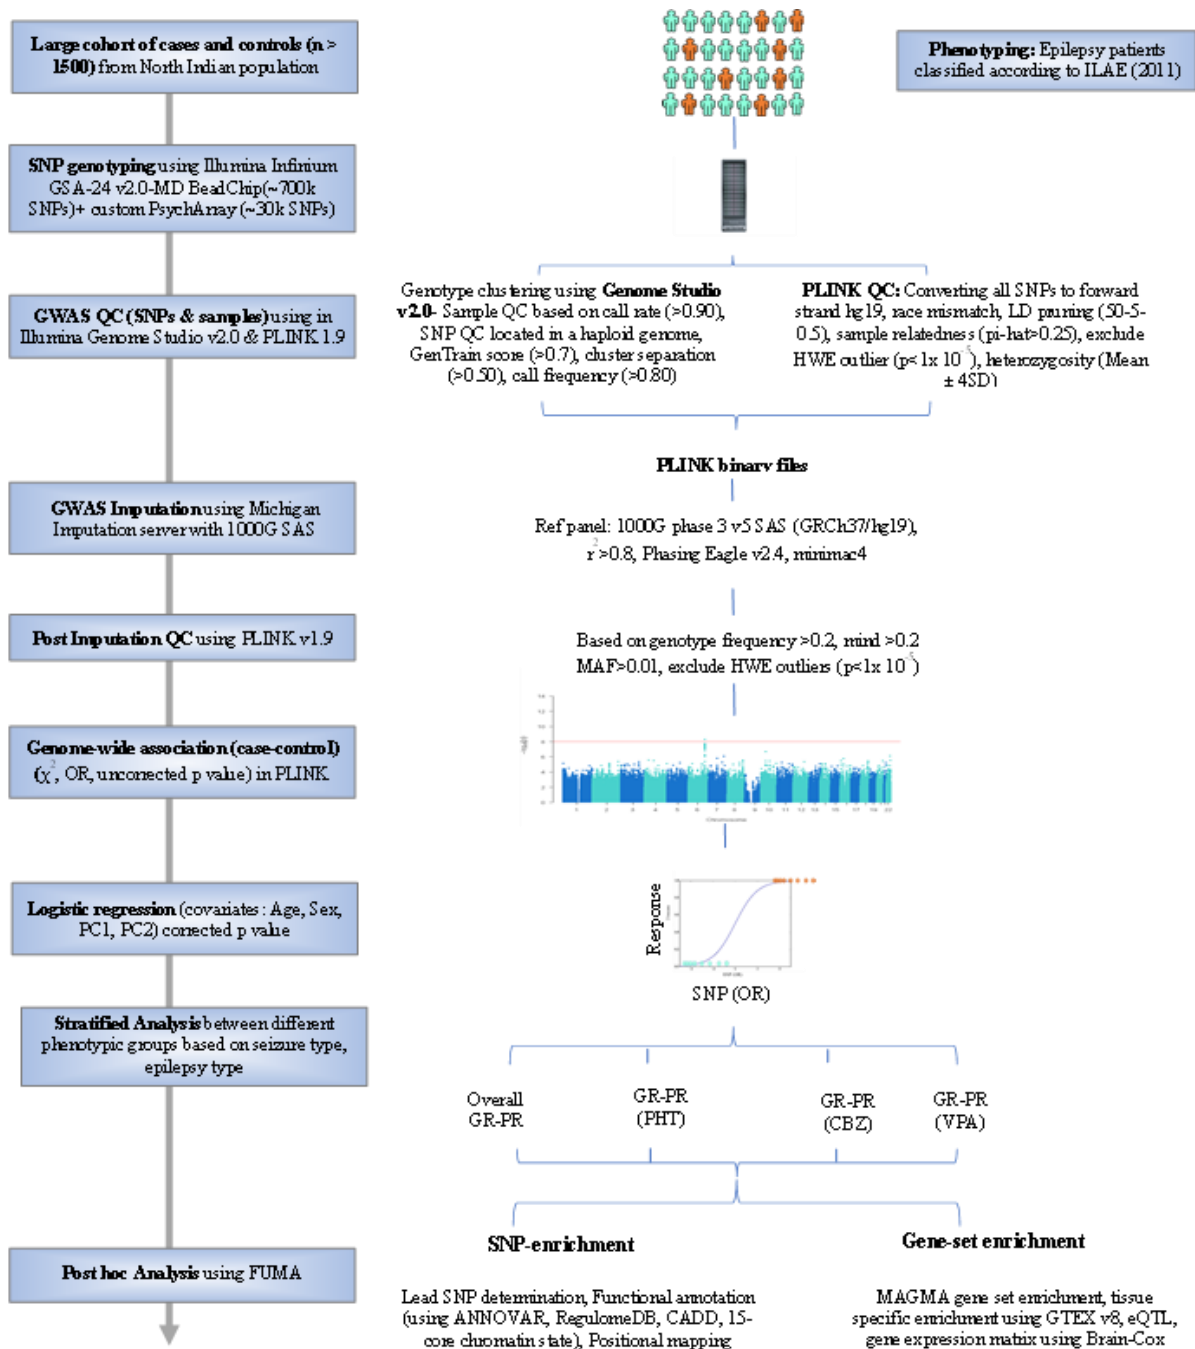 Large cohort of cases and controls (n >
1500) from North Indian population
Phenotyping: Epilepsy patients
classified according to ILAE (2011)
SNP genotyping using Illumina Infinium
GSA-24 v2.0-MD BeadChip(~700k
SNPs)+ custom PsychArray (~30k SNPs)
GWAS QC (SNPs & samples) using in
Illumina Genome Studio v2.0 & PLINK 1.9
Genotype clustering using Genome Studio
v2.0- Sample QC based on call rate (>0.90),
SNP QC located in a haploid genome,
GenTrain score (>0.7), cluster separation
(>0.50), call frequency (>0.80)
PLINK QC: Converting all SNPs to forward
strand hg19, race mismatch, LD pruning (50-5-
0.5), sample relatedness (pi-hat>0.25), exclude
HWE outlier (p< 1x 10⁻⁵), heterozygosity (Mean
± 4SD)
PLINK binary files
GWAS Imputation using Michigan
Imputation server with 1000G SAS
Ref panel: 1000G phase 3 v5 SAS (GRCh37/hg19),
r²>0.8, Phasing Eagle v2.4, minimac4
Post Imputation QC using PLINK v1.9
Based on genotype frequency >0.2, mind >0.2
MAF>0.01, exclude HWE outliers (p<1x 10⁻⁵)
Genome-wide association (case-control)
(χ², OR, uncorrected p value) in PLINK
Chromosome
Logistic regression (covariates: Age, Sex,
PC1, PC2) corrected p value
Response
SNP (OR)
Stratified Analysis between different
phenotypic groups based on seizure type,
epilepsy type
Overall
GR-PR
GR-PR
(PHT)
GR-PR
(CBZ)
GR-PR
(VPA)
SNP-enrichment
Gene-set enrichment
Post hoc Analysis using FUMA
Lead SNP determination, Functional annotation
(using ANNOVAR, RegulomeDB, CADD, 15-
core chromatin state), Positional mapping
MAGMA gene set enrichment, tissue
specific enrichment using GTEX v8, eQTL,
gene expression matrix using Brain-Cox